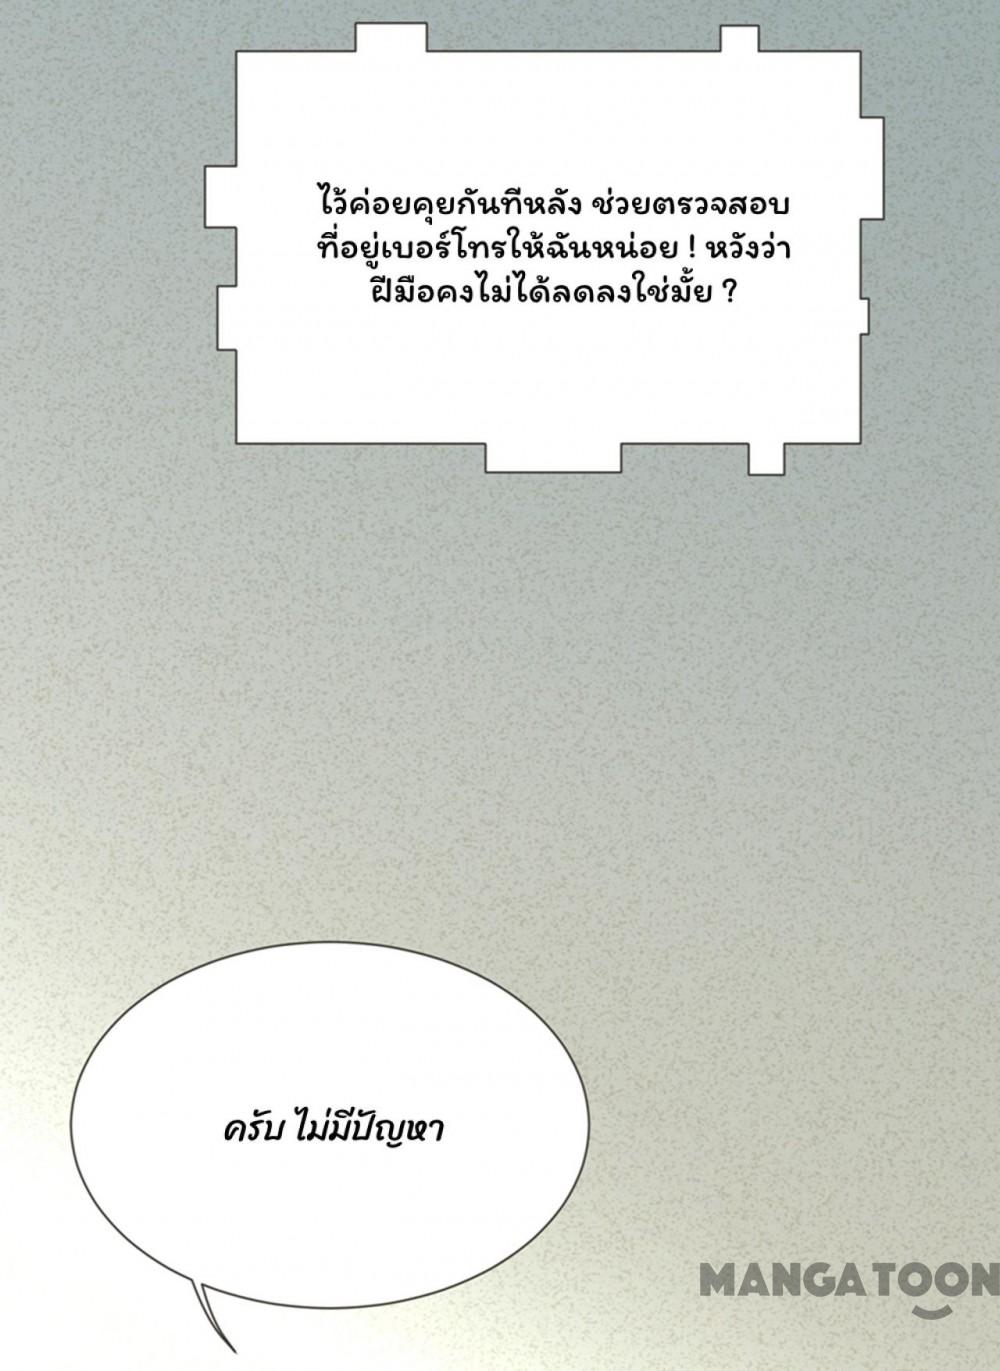 ไว้ค่อยคุยกันทีหลัง ช่วยตรวจสอบ
ที่อยู่เบอร์โทรให้ฉันหน่อย ! หวังว่า
ฝีมือคงไม่ได้ลดลงใช่มั้ย ?
ครับ ไม่มีปัญหา
MANGATOON